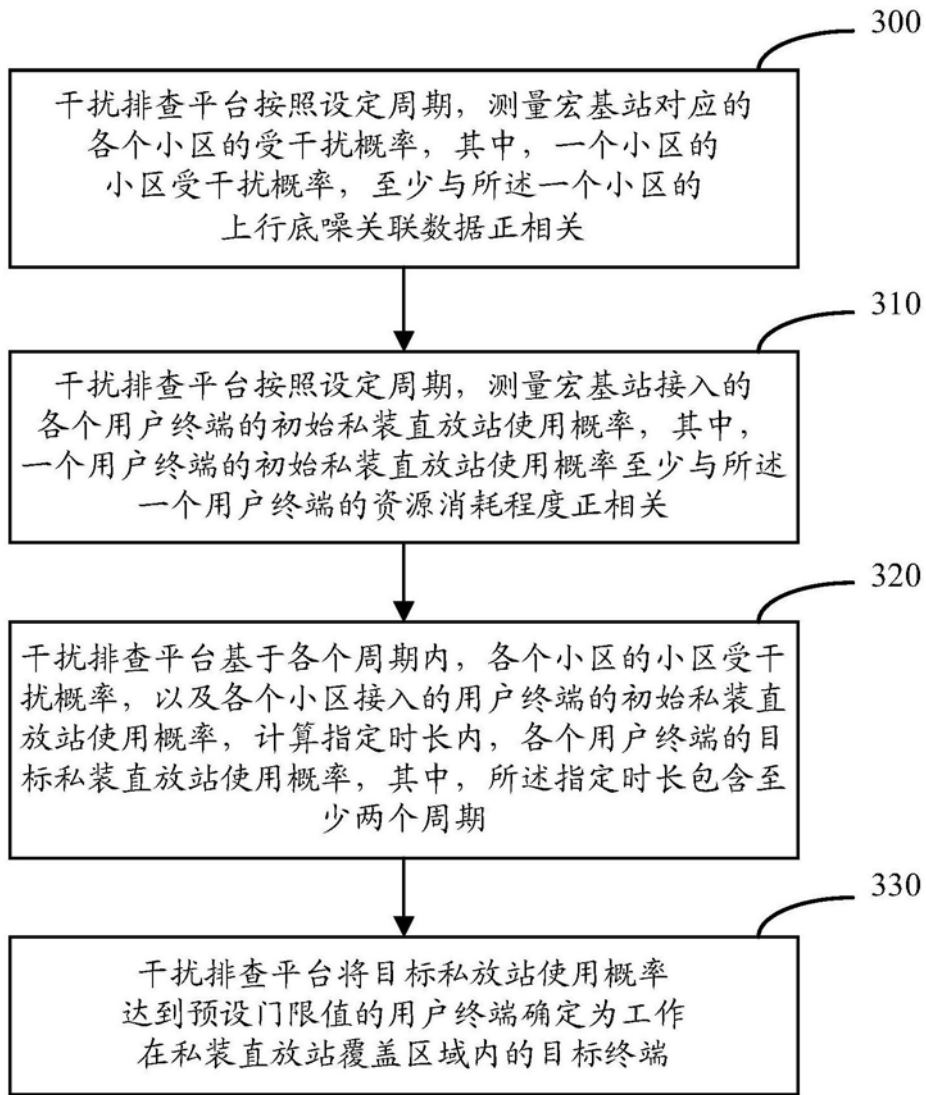 300
干扰排查平台按照设定周期，测量宏基站对应的
各个小区的受干扰概率，其中，一个小区的
小区受干扰概率，至少与所述一个小区的
上行底噪关联数据正相关
310
干扰排查平台按照设定周期，测量宏基站接入的
各个用户终端的初始私装直放站使用概率，其中，
一个用户终端的初始私装直放站使用概率至少与所述
一个用户终端的资源消耗程度正相关
320
干扰排查平台基于各个周期内，各个小区的小区受干
扰概率，以及各个小区接入的用户终端的初始私装直
放站使用概率，计算指定时长内，各个用户终端的目
标私装直放站使用概率，其中，所述指定时长包含至
少两个周期
330
干扰排查平台将目标私放站使用概率
达到预设门限值的用户终端确定为工作
在私装直放站覆盖区域内的目标终端